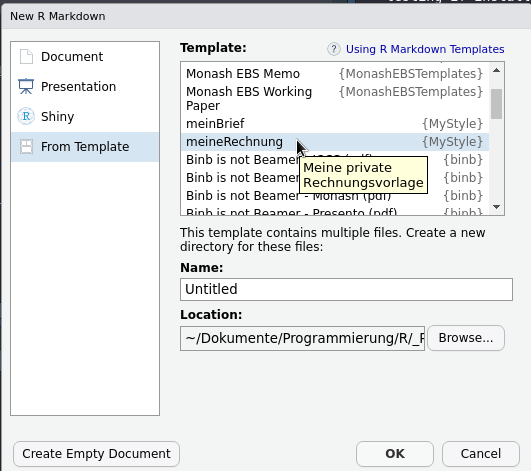 New R Markdown
Document
Presentation
Shiny
From Template
Template:
Using R Markdown Templates
Monash EBS Memo {MonashEBSTemplates}
Monash EBS Working {MonashEBSTemplates}
Paper
meinBrief {MyStyle}
meineRechnung {MyStyle}
Binb is not Beamer {binb}
Binb is not Beamer {binb}
Binb is not Beamer - Monash (pdf) {binb}
Binb is not Beamer - Presento (pdf) {binb}
Meine private
Rechnungsvorlage
This template contains multiple files. Create a new
directory for these files:
Name:
Untitled
Location:
~/Dokumente/Programmierung/R/_
Browse...
Create Empty Document
OK
Cancel